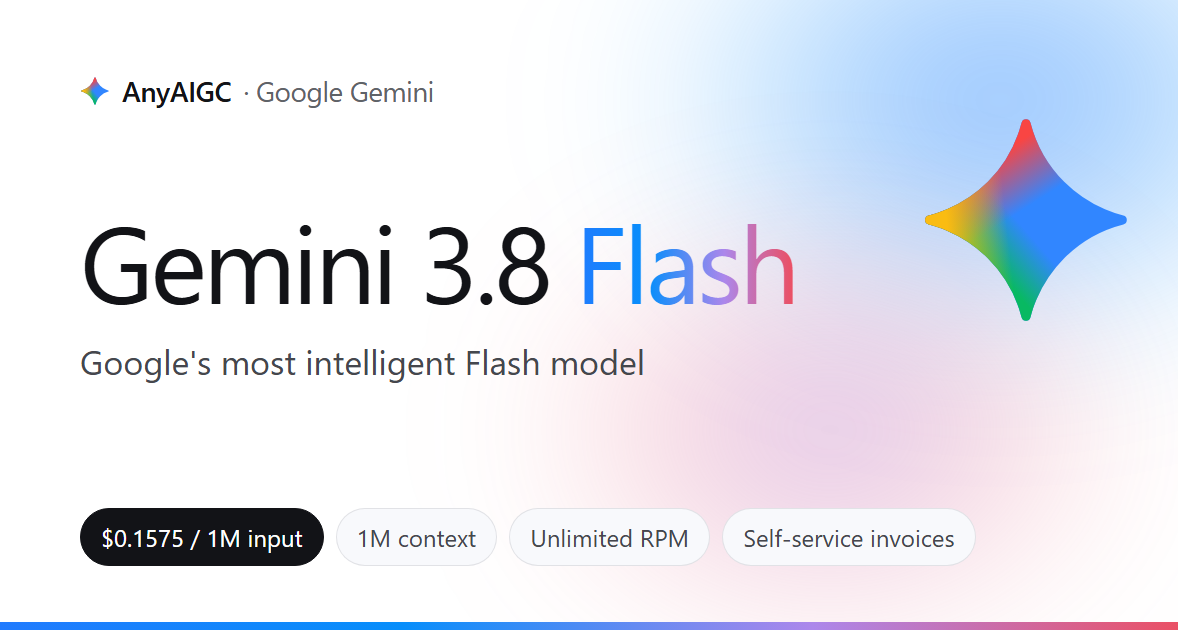 AnyAIGC · Google Gemini
Gemini 3.8 Flash
Google's most intelligent Flash model
$0.1575 / 1M input
1M context
Unlimited RPM
Self-service invoices